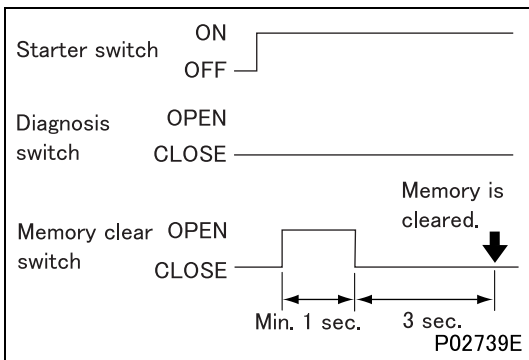 Starter switch
ON
OFF
Diagnosis switch
OPEN
CLOSE
Memory clear switch
OPEN
CLOSE
Memory is cleared.
Min. 1 sec.
3 sec.
P02739E